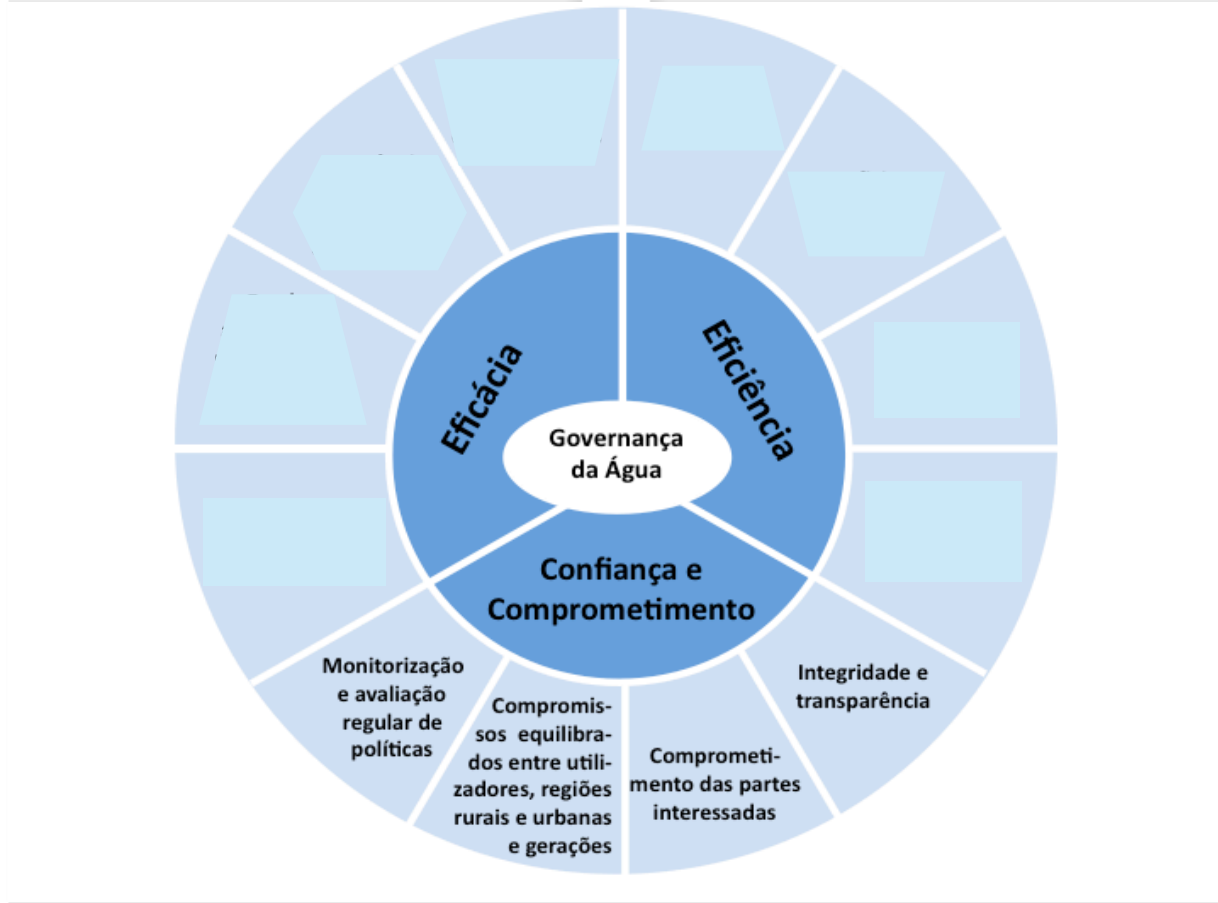 Eficácia
Eficiência
Governança
da Água
Confiança e
Comprometimento
Monitorização
e avaliação
regular de
políticas
Compromis-
sos equilibra-
dos entre utili-
zadores, regiões
rurais e urbanas
e gerações
Comprometi-
mento das partes
interessadas
Integridade e
transparência